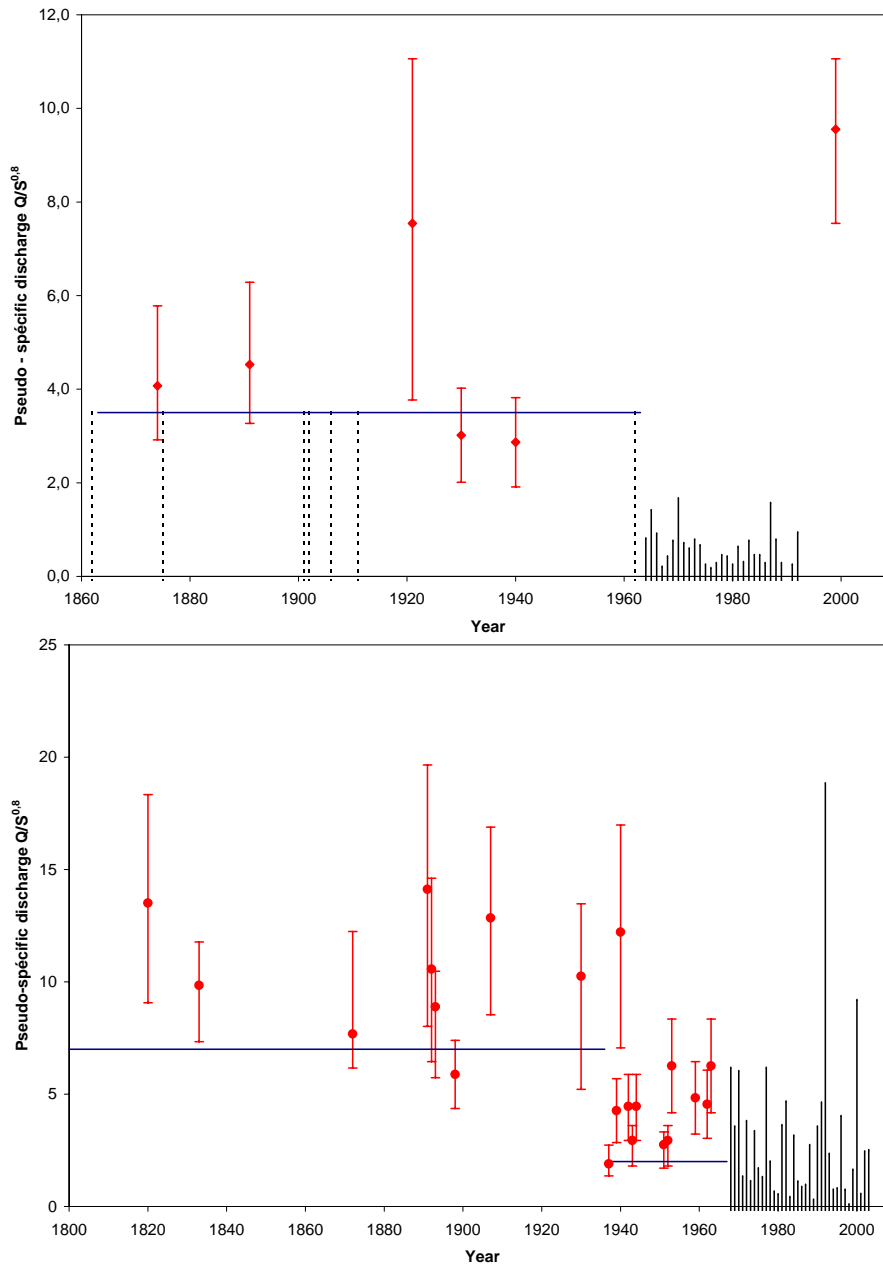 12,0
10,0
8,0
6,0
4,0
2,0
0,0
Pseudo - spécific discharge Q/S0,8
1860 1880 1900 1920 1940 1960 1980 2000
Year
25
20
15
10
5
0
Pseudo-spécific discharge Q/S0,8
1800 1820 1840 1860 1880 1900 1920 1940 1960 1980 2000
Year